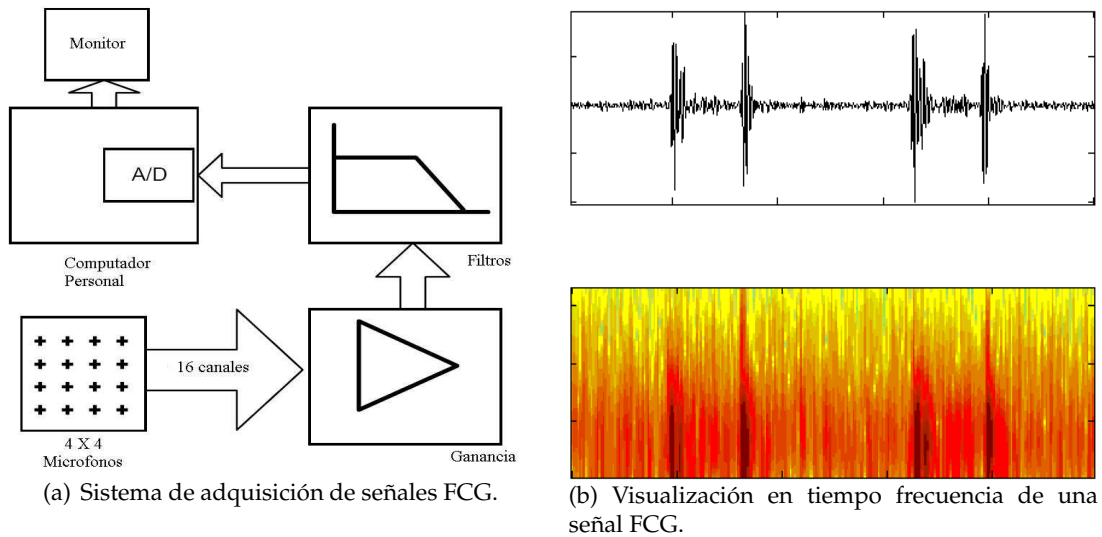 Monitor
A/D
Computador
Personal
Filtros
16 canales
4 X 4
Microfonos
Ganancia
(a) Sistema de adquisición de señales FCG.
(b) Visualización en tiempo frecuencia de una
señal FCG.